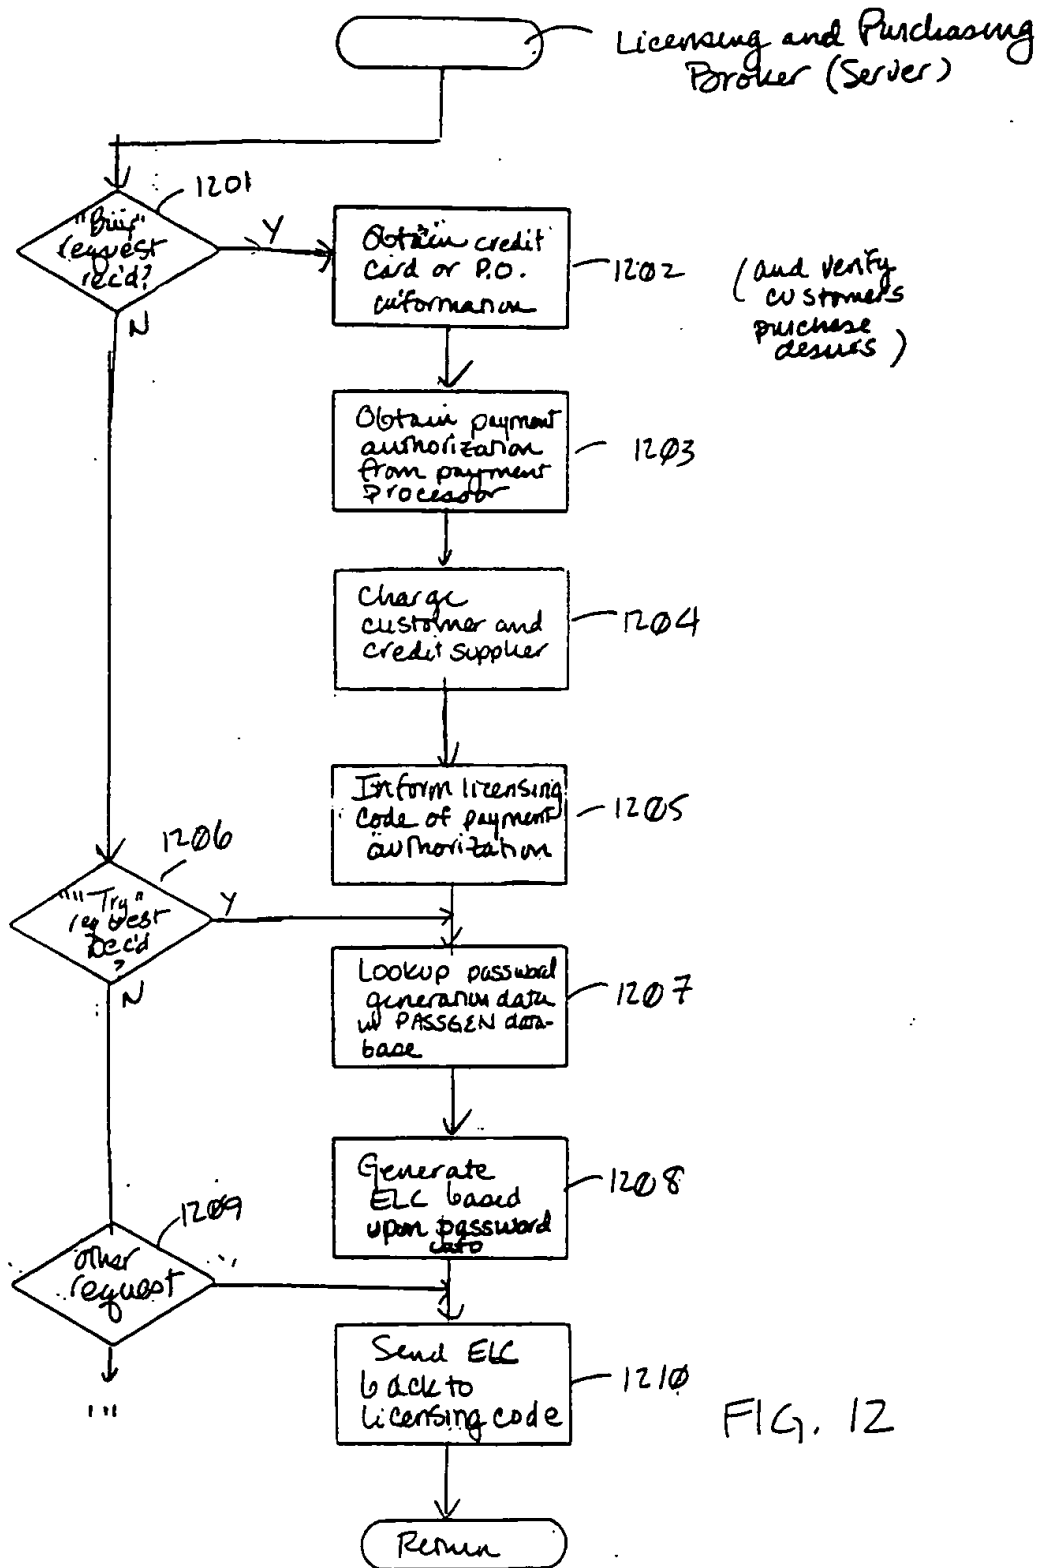 Licensing and Purchasing
Broker (Server)
1201
"Buy"
request
rec'd?
Y
N
Obtain credit
card or P.O.
information
1202
(and verify
customers
purchase
desires)
Obtain payment
authorization
from payment
processor
1203
Charge
customer and
credit supplier
1204
Inform licensing
code of payment
authorization
1205
1206
"Try"
request
rec'd
?
Y
N
Lookup password
generation data
in PASSGEN data-
base
1207
Generate
ELC based
upon password
info
1208
1209
other
request
...
...
Send ELC
back to
licensing code
1210
FIG. 12
Return